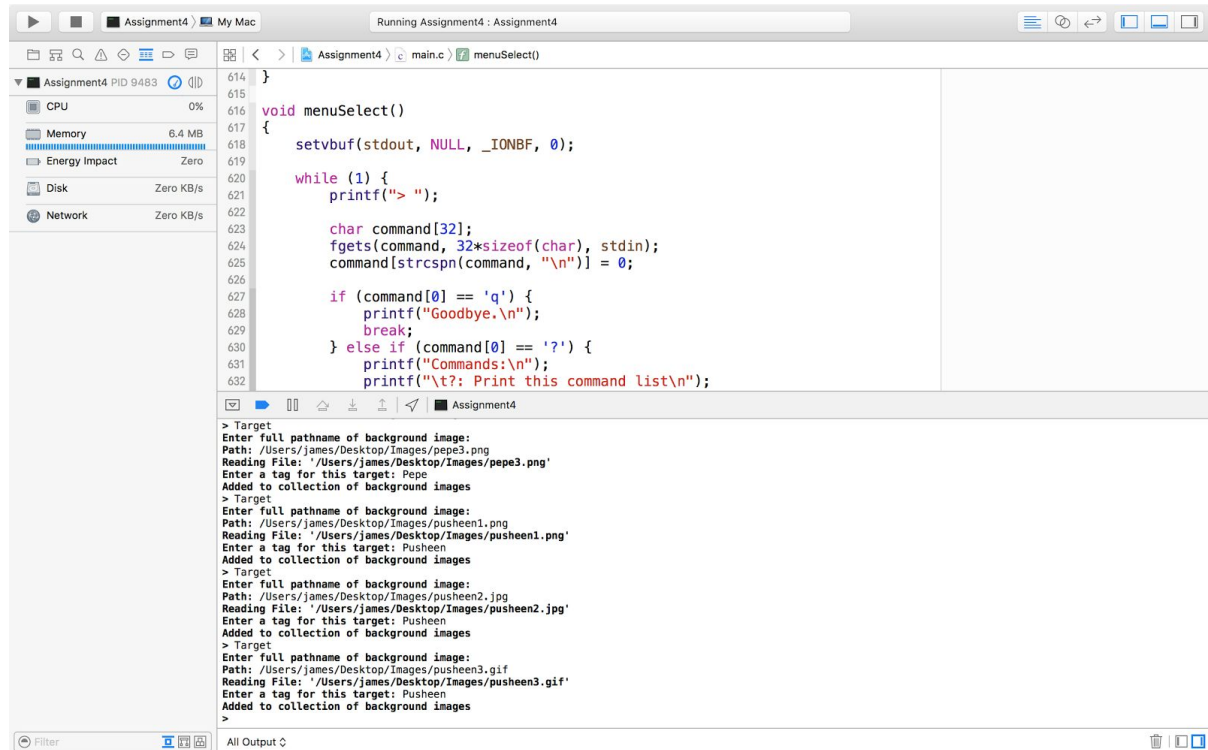 Assignment4 〉 My Mac
Running Assignment4 : Assignment4
Assignment4 PID 9483
CPU 0%
Memory 6.4 MB
Energy Impact Zero
Disk Zero KB/s
Network Zero KB/s
Assignment4 〉 c main.c 〉 f menuSelect()
614 }
615
616 void menuSelect()
617 {
618     setvbuf(stdout, NULL, _IONBF, 0);
619
620     while (1) {
621         printf("> ");
622
623         char command[32];
624         fgets(command, 32*sizeof(char), stdin);
625         command[strcspn(command, "\n")] = 0;
626
627         if (command[0] == 'q') {
628             printf("Goodbye.\n");
629             break;
630         } else if (command[0] == '?') {
631             printf("Commands:\n");
632             printf("\t?: Print this command list\n");
Assignment4
> Target
Enter full pathname of background image:
Path: /Users/james/Desktop/Images/pepe3.png
Reading File: '/Users/james/Desktop/Images/pepe3.png'
Enter a tag for this target: Pepe
Added to collection of background images
> Target
Enter full pathname of background image:
Path: /Users/james/Desktop/Images/pusheen1.png
Reading File: '/Users/james/Desktop/Images/pusheen1.png'
Enter a tag for this target: Pusheen
Added to collection of background images
> Target
Enter full pathname of background image:
Path: /Users/james/Desktop/Images/pusheen2.jpg
Reading File: '/Users/james/Desktop/Images/pusheen2.jpg'
Enter a tag for this target: Pusheen
Added to collection of background images
> Target
Enter full pathname of background image:
Path: /Users/james/Desktop/Images/pusheen3.gif
Reading File: '/Users/james/Desktop/Images/pusheen3.gif'
Enter a tag for this target: Pusheen
Added to collection of background images
>
Filter
All Output